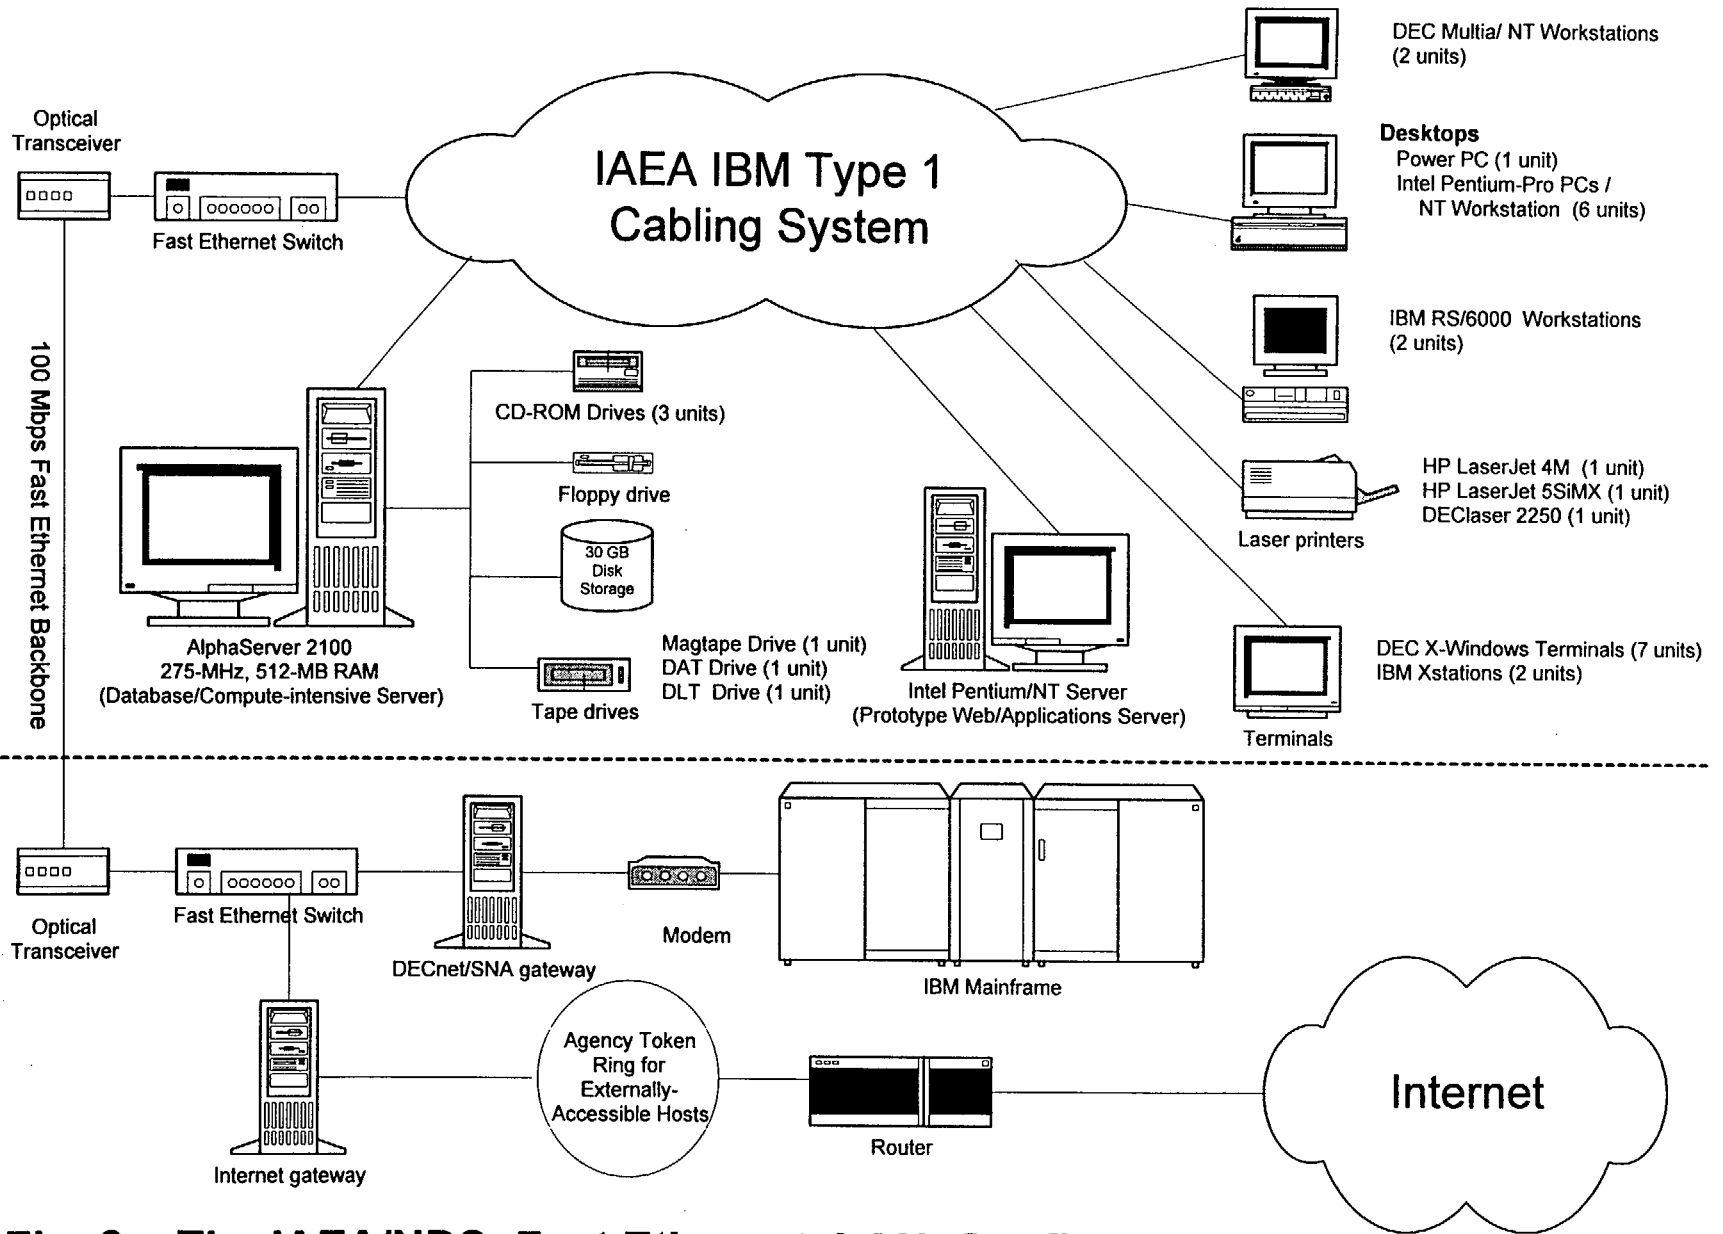 DEC Multia/ NT Workstations
(2 units)
Optical
Transceiver
Desktops
Power PC (1 unit)
Intel Pentium-Pro PCs /
NT Workstation (6 units)
IAEA IBM Type 1
Cabling System
Fast Ethernet Switch
IBM RS/6000 Workstations
(2 units)
100 Mbps Fast Ethernet Backbone
CD-ROM Drives (3 units)
Floppy drive
HP LaserJet 4M (1 unit)
HP LaserJet 5SiMX (1 unit)
DEClaser 2250 (1 unit)
Laser printers
30 GB
Disk
Storage
AlphaServer 2100
275-MHz, 512-MB RAM
(Database/Compute-intensive Server)
Magtape Drive (1 unit)
DAT Drive (1 unit)
DLT Drive (1 unit)
Tape drives
Intel Pentium/NT Server
(Prototype Web/Applications Server)
DEC X-Windows Terminals (7 units)
IBM Xstations (2 units)
Terminals
Optical
Transceiver
Fast Ethernet Switch
DECnet/SNA gateway
Modem
IBM Mainframe
Agency Token
Ring for
Externally-
Accessible Hosts
Router
Internet
Internet gateway